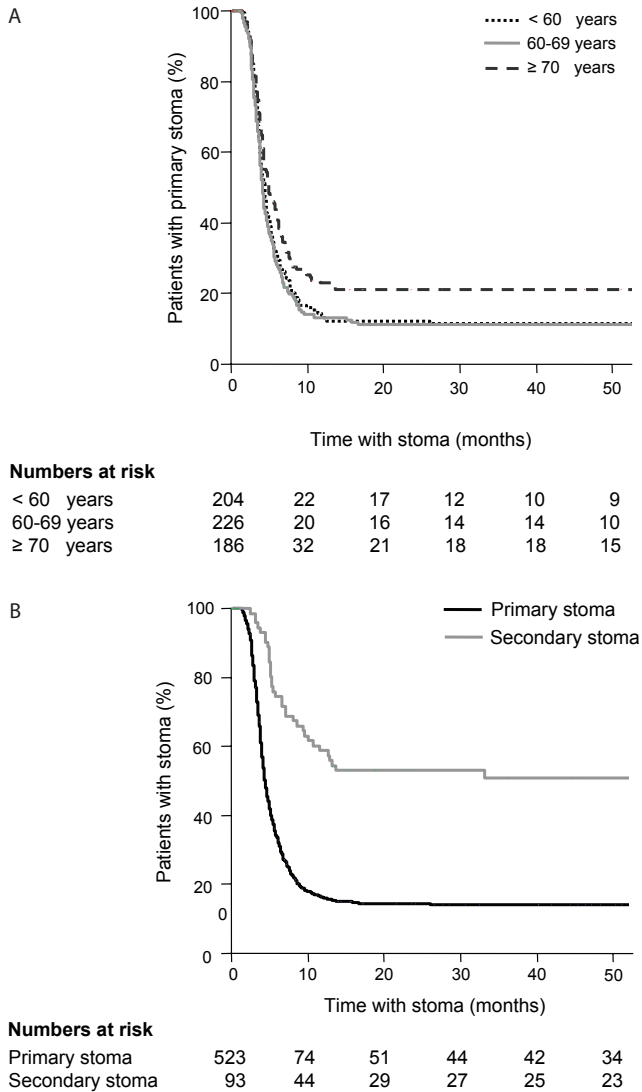 A
100
80
60
40
20
0
Patients with primary stoma (%)
< 60 years
60-69 years
≥ 70 years
0 10 20 30 40 50
Time with stoma (months)
Numbers at risk
< 60 years 204 22 17 12 10 9
60-69 years 226 20 16 14 14 10
≥ 70 years 186 32 21 18 18 15
B
100
80
60
40
20
0
0
Patients with stoma (%)
Primary stoma
Secondary stoma
0 10 20 30 40 50
Time with stoma (months)
Numbers at risk
Primary stoma 523 74 51 44 42 34
Secondary stoma 93 44 29 27 25 23